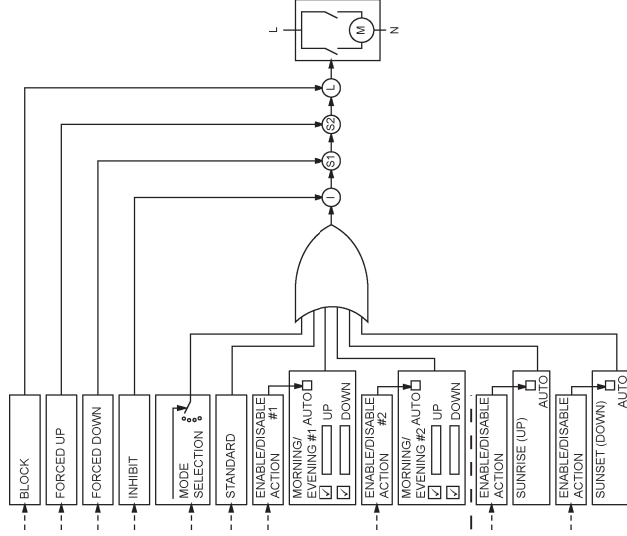 L
N
M
L
S2
S1
I
BLOCK
FORCED UP
FORCED DOWN
INHIBIT
MODE
SELECTION
STANDARD
ENABLE/DISABLE
ACTION #1
MORNING/
EVENING #1 AUTO
UP
DOWN
ENABLE/DISABLE
ACTION #2
MORNING/
EVENING #2 AUTO
UP
DOWN
ENABLE/DISABLE
ACTION
SUNRISE (UP)
AUTO
ENABLE/DISABLE
ACTION
SUNSET (DOWN)
AUTO